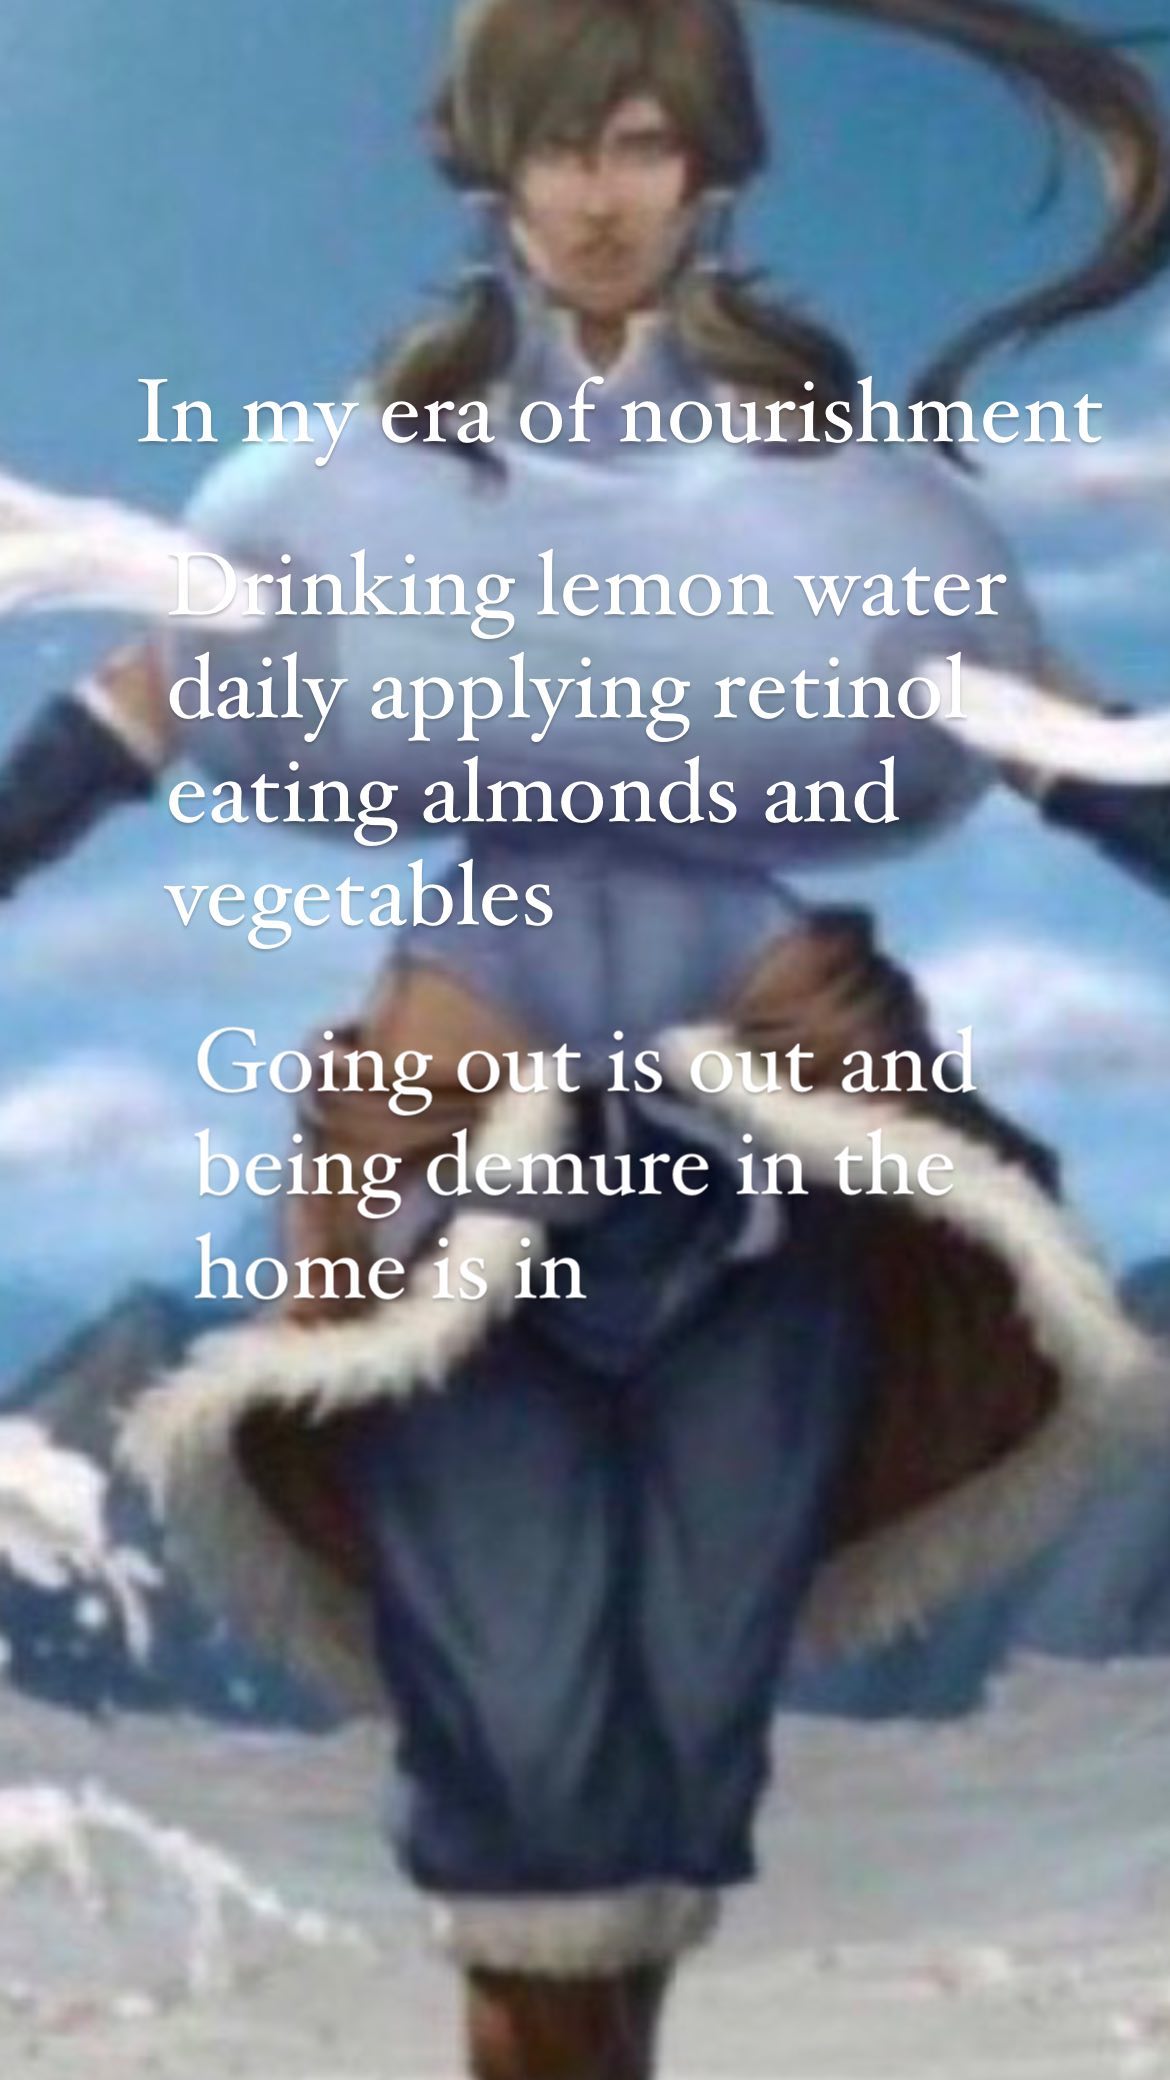 In my era of nourishment
Drinking lemon water
daily applying retinol
eating almonds and
vegetables
Going out is out and
being demure in the
home is in